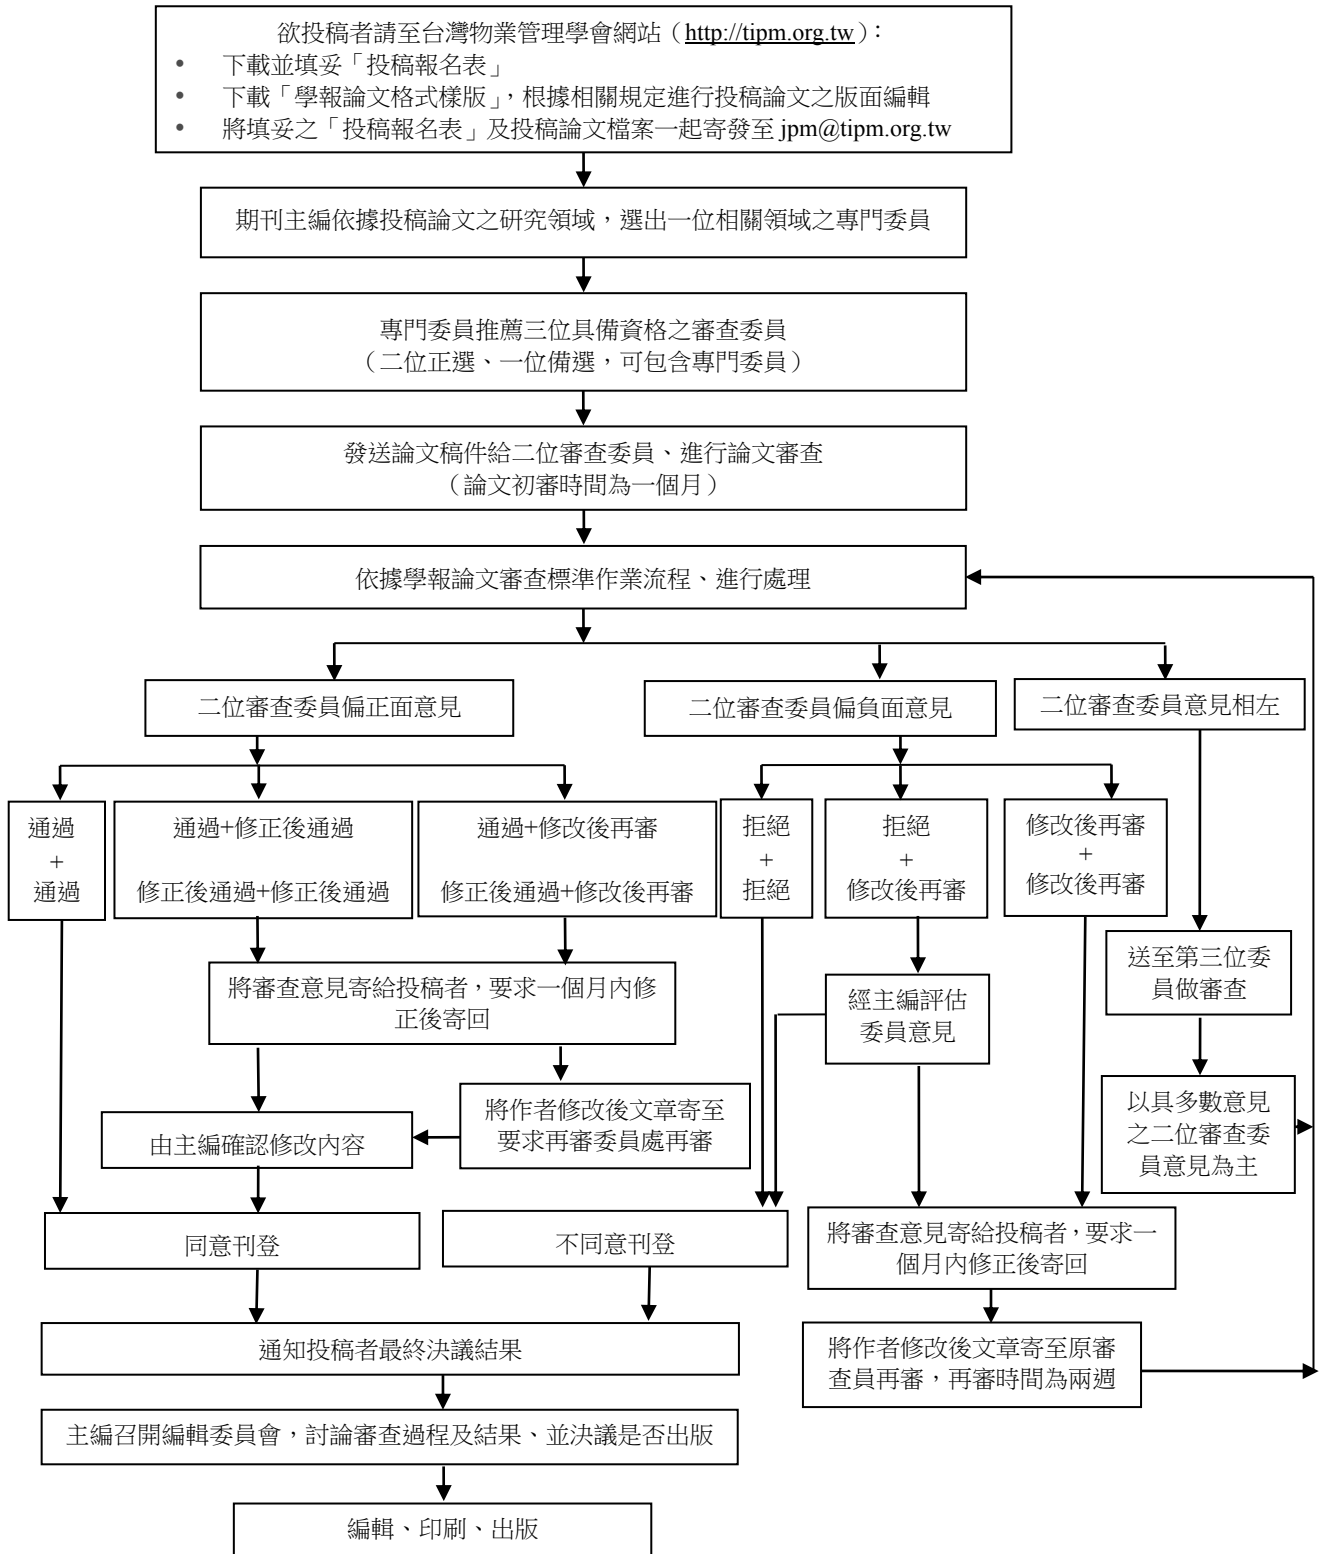 欲投稿者請至台灣物業管理學會網站（http://tipm.org.tw）：
• 下載並填妥「投稿報名表」
• 下載「學報論文格式樣版」，根據相關規定進行投稿論文之版面編輯
• 將填妥之「投稿報名表」及投稿論文檔案一起寄發至 jpm@tipm.org.tw
期刊主編依據投稿論文之研究領域，選出一位相關領域之專門委員
專門委員推薦三位具備資格之審查委員
（二位正選、一位備選，可包含專門委員）
發送論文稿件給二位審查委員、進行論文審查
（論文初審時間為一個月）
依據學報論文審查標準作業流程、進行處理
二位審查委員偏正面意見
二位審查委員偏負面意見
二位審查委員意見相左
通過
+
通過
通過+修正後通過
修正後通過+修正後通過
通過+修改後再審
修正後通過+修改後再審
拒絕
+
拒絕
拒絕
+
修改後再審
修改後再審
+
修改後再審
送至第三位委
員做審查
將審查意見寄給投稿者，要求一個月內修
正後寄回
經主編評估
委員意見
將作者修改後文章寄至
要求再審委員處再審
以具多數意見
之二位審查委
員意見為主
由主編確認修改內容
同意刊登
不同意刊登
將審查意見寄給投稿者，要求一
個月內修正後寄回
通知投稿者最終決議結果
將作者修改後文章寄至原審
查員再審，再審時間為兩週
主編召開編輯委員會，討論審查過程及結果、並決議是否出版
編輯、印刷、出版